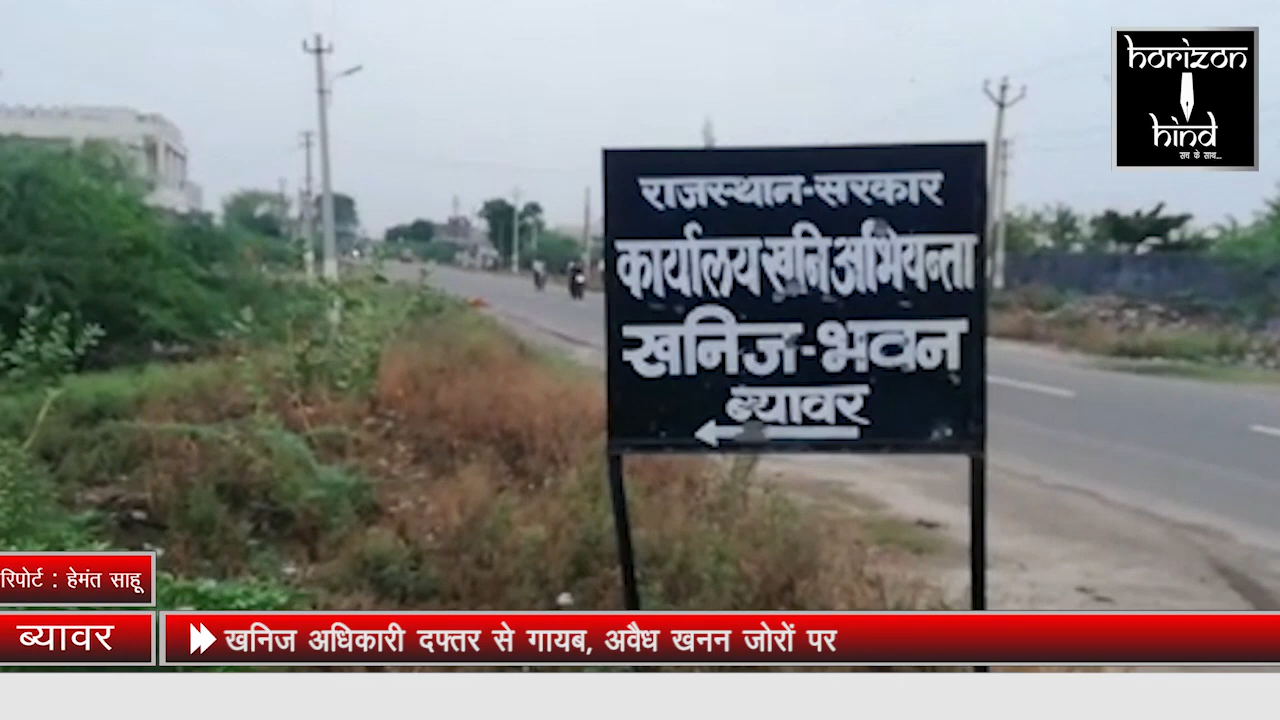 horizon
hind
सच के साथ...
राजस्थान-सरकार
कार्यालय खनि अभियन्ता
खनिज-भवन
ब्यावर
रिपोर्ट : हेमंत साहू
ब्यावर
खनिज अधिकारी दफ्तर से गायब, अवैध खनन जोरों पर